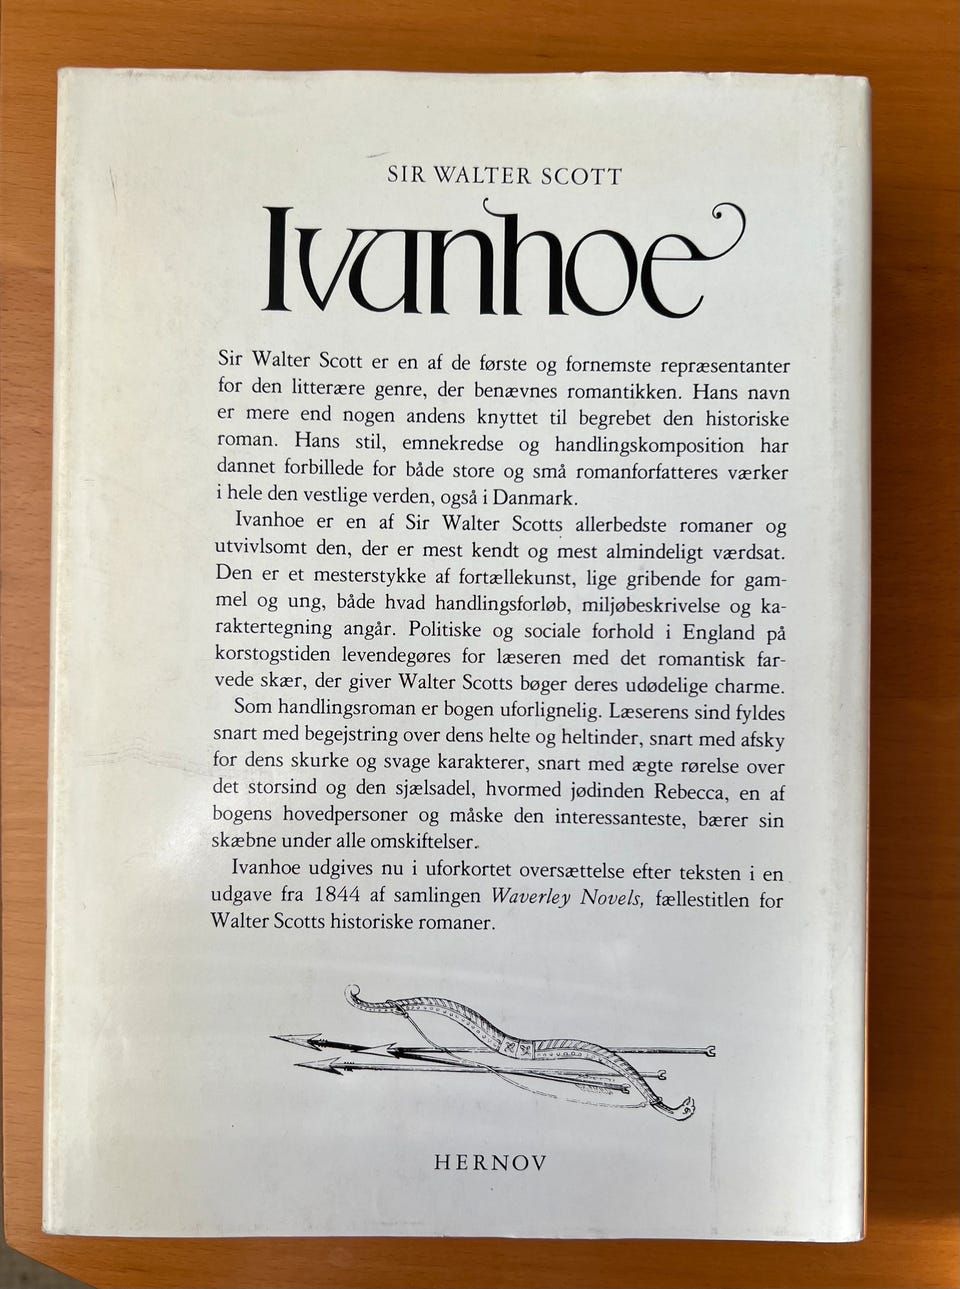 SIR WALTER SCOTT
Ivanhoe
Sir Walter Scott er en af de første og fornemste repræsentanter
for den litterære genre, der benævnes romantikken. Hans navn
er mere end nogen andens knyttet til begrebet den historiske
roman. Hans stil, emnekredse og handlingskomposition har
dannet forbillede for både store og små romanforfatteres værker
i hele den vestlige verden, også i Danmark.
Ivanhoe er en af Sir Walter Scotts allerbedste romaner og
utvivlsomt den, der er mest kendt og mest almindeligt værdsat.
Den er et mesterstykke af fortællekunst, lige gribende for gam-
mel og ung, både hvad handlingsforløb, miljøbeskrivelse og ka-
raktertegning angår. Politiske og sociale forhold i England på
korstogstiden levendegøres for læseren med det romantisk far-
vede skær, der giver Walter Scotts bøger deres udødelige charme.
Som handlingsroman er bogen uforlignelig. Læserens sind fyldes
snart med begejstring over dens helte og heltinder, snart med afsky
for dens skurke og svage karakterer, snart med ægte rørelse over
det storsind og den sjælsadel, hvormed jødinden Rebecca, en af
bogens hovedpersoner og måske den interessanteste, bærer sin
skæbne under alle omskiftelser.
Ivanhoe udgives nu i uforkortet oversættelse efter teksten i en
udgave fra 1844 af samlingen Waverley Novels, fællestitlen for
Walter Scotts historiske romaner.
HERNOV